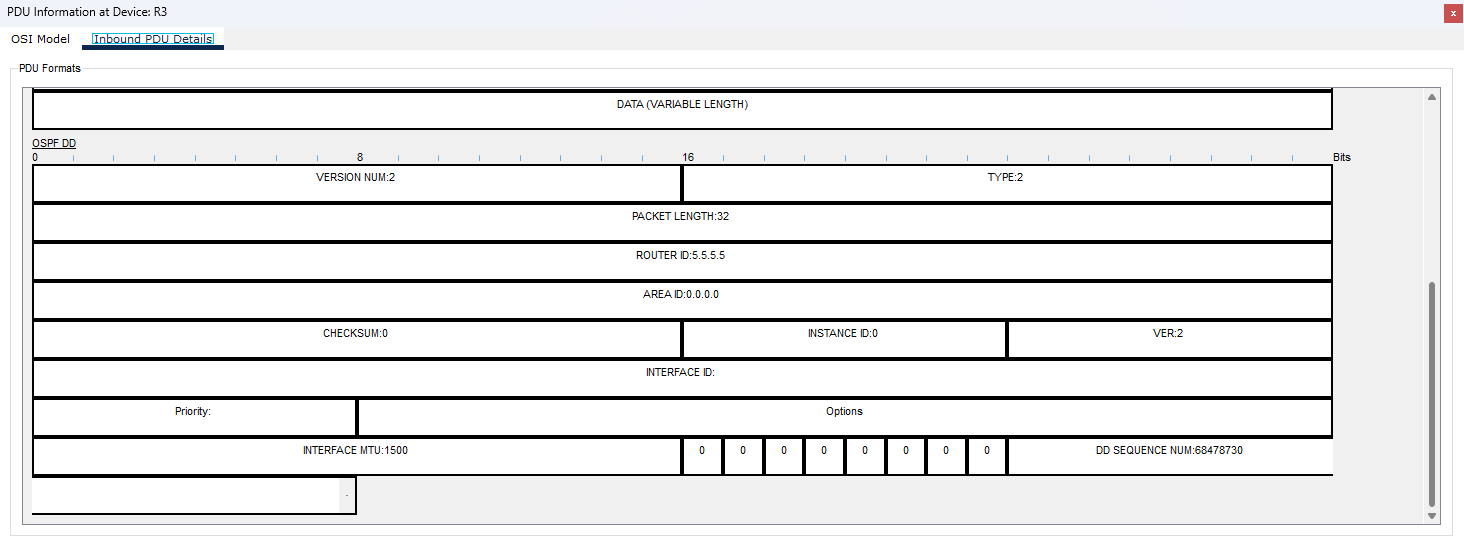 PDU Information at Device: R3
x
OSI Model Inbound PDU Details
PDU Formats
DATA (VARIABLE LENGTH)
OSPF DD
0 8 16 Bits
VERSION NUM:2 TYPE:2
PACKET LENGTH:32
ROUTER ID:5.5.5.5
AREA ID:0.0.0.0
CHECKSUM:0 INSTANCE ID:0 VER:2
INTERFACE ID:
Priority: Options
INTERFACE MTU:1500 0 0 0 0 0 0 0 0 DD SEQUENCE NUM:68478730